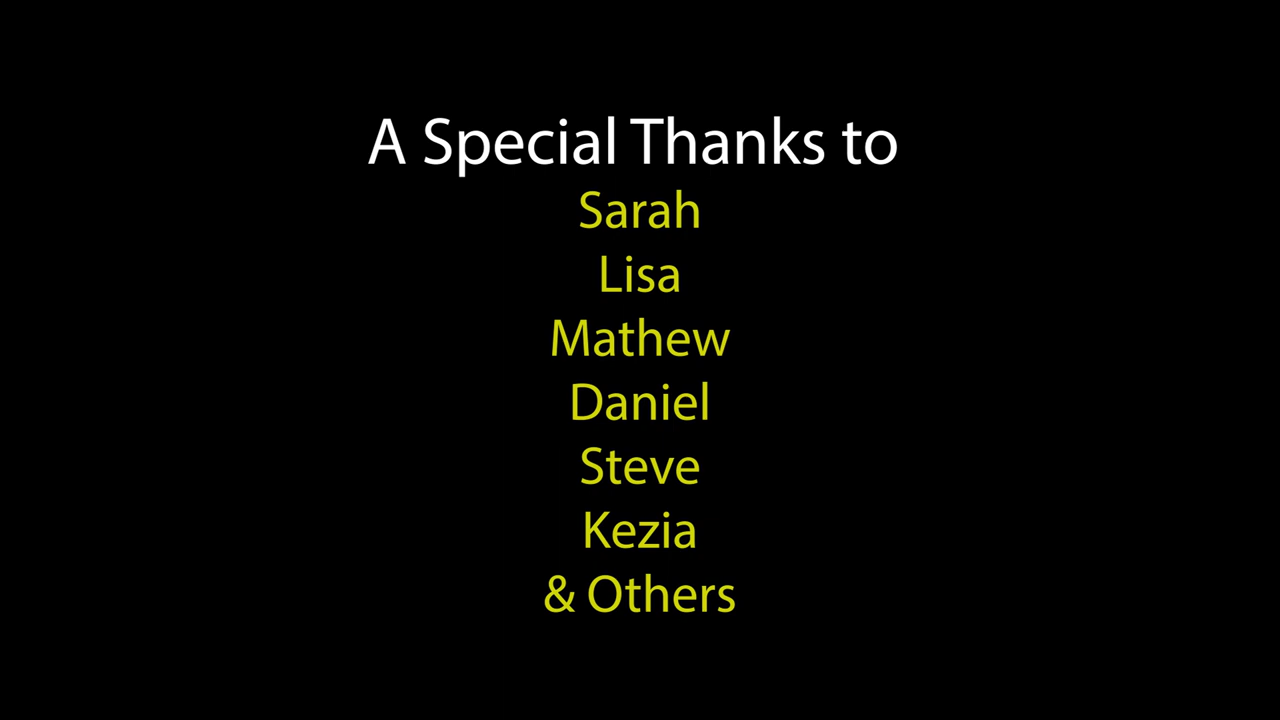 A Special Thanks to
Sarah
Lisa
Mathew
Daniel
Steve
Kezia
& Others